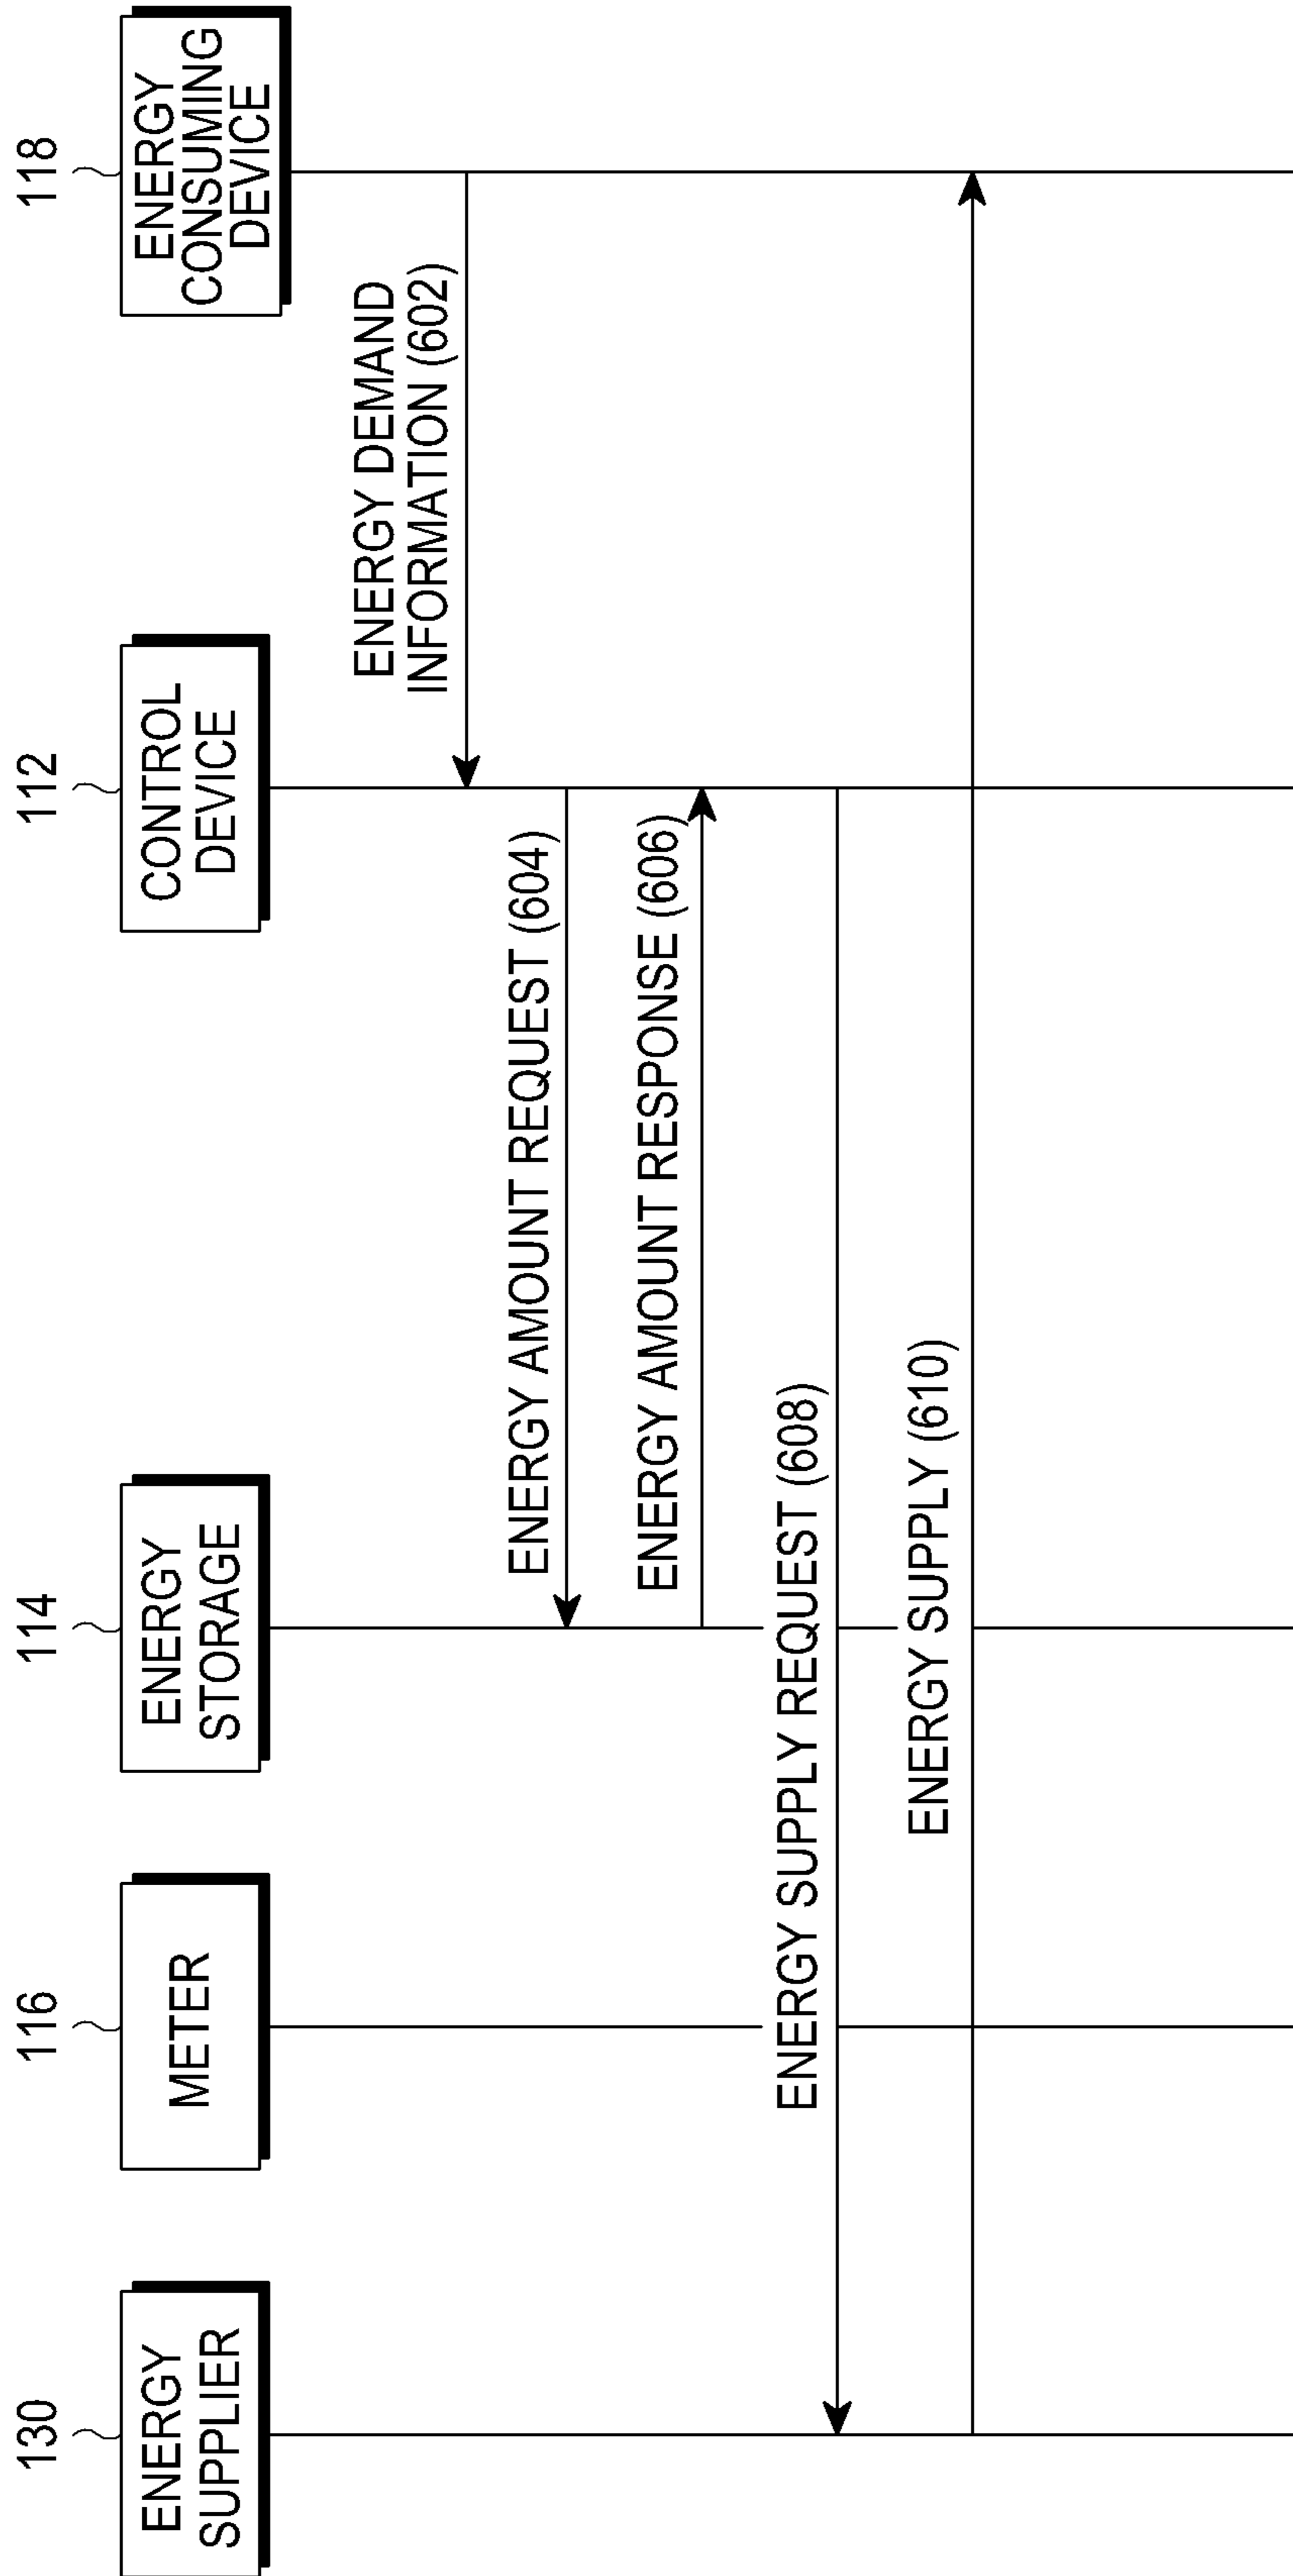 130
116
114
112
118
ENERGY
SUPPLIER
METER
ENERGY
STORAGE
CONTROL
DEVICE
ENERGY
CONSUMING
DEVICE
ENERGY DEMAND
INFORMATION (602)
ENERGY AMOUNT REQUEST (604)
ENERGY AMOUNT RESPONSE (606)
ENERGY SUPPLY REQUEST (608)
ENERGY SUPPLY (610)